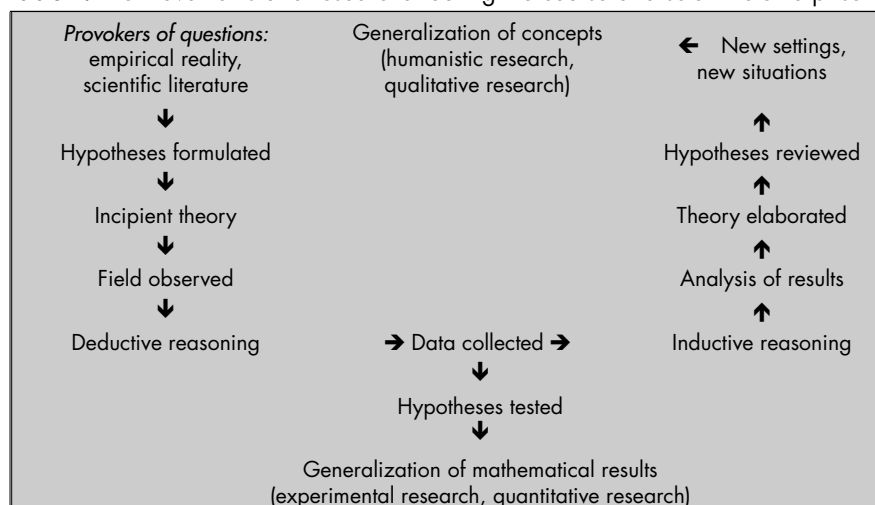 Provokers of questions:
empirical reality,
scientific literature
Hypotheses formulated
Incipient theory
Field observed
Deductive reasoning
Generalization of concepts
(humanistic research,
qualitative research)
→ Data collected →
Hypotheses tested
Generalization of mathematical results
(experimental research, quantitative research)
← New settings,
new situations
Hypotheses reviewed
Theory elaborated
Analysis of results
Inductive reasoning